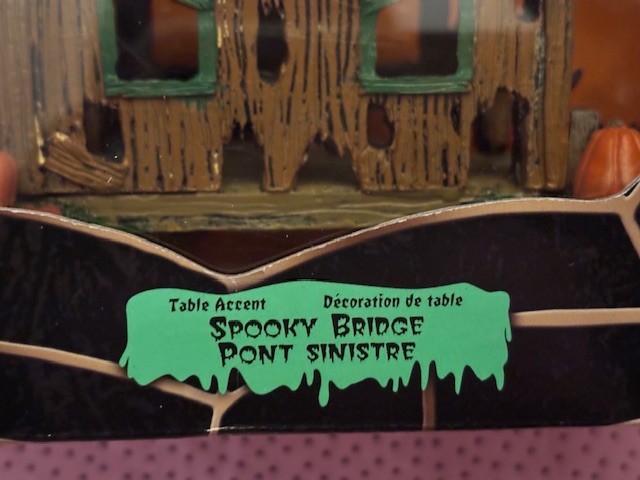 Table Accent Décoration de table
Spooky Bridge
Pont sinistre